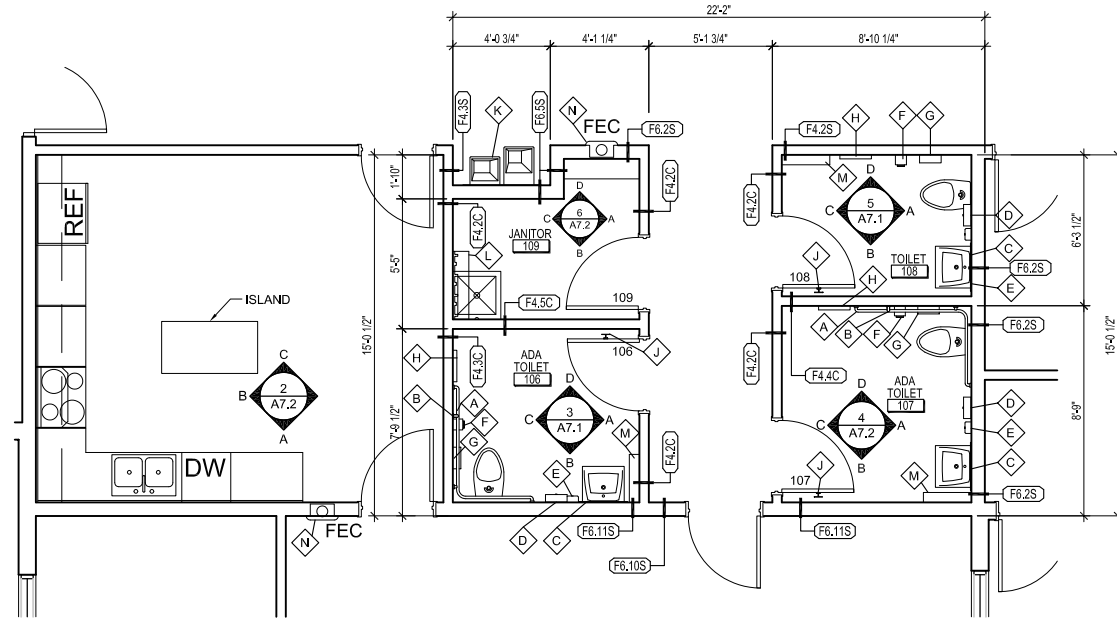 22'-2"
4'-0 3/4"
4'-1 1/4"
5'-1 3/4"
8'-10 1/4"
F4.3S
K
F6.5S
N
FEC
F6.2S
F4.2S
H
F
G
REF
1'-10"
F4.2C
D
6
A7.2
C
A
B
JANITOR
109
F4.2C
F4.2C
M
D
5
A7.1
C
A
B
D
6'-3 1/2"
TOILET
108
C
F6.2S
E
5'-5"
L
109
108
J
H
ISLAND
F4.5C
15'-0 1/2"
F4.3C
H
ADA
TOILET
106
106
J
F4.2C
A
B
F
G
F4.4C
F6.2S
15'-0 1/2"
C
2
A7.2
B
A
7'-9 1/2"
B
A
F
G
D
3
A7.1
C
A
B
M
F4.2C
ADA
TOILET
107
D
4
A7.2
C
A
B
D
E
C
8'-9"
DW
E
107
J
M
F6.2S
N
FEC
D
C
F6.11S
F6.10S
F6.11S